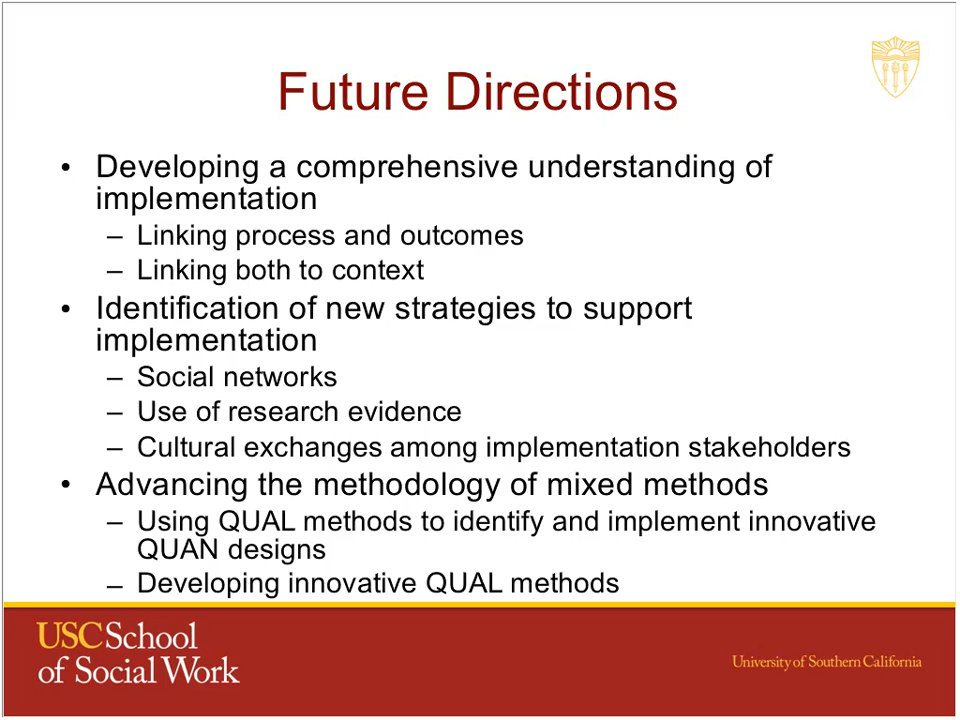 Future Directions
• Developing a comprehensive understanding of
implementation
– Linking process and outcomes
– Linking both to context
• Identification of new strategies to support
implementation
– Social networks
– Use of research evidence
– Cultural exchanges among implementation stakeholders
• Advancing the methodology of mixed methods
– Using QUAL methods to identify and implement innovative
QUAN designs
– Developing innovative QUAL methods
USC School
of Social Work
University of Southern California